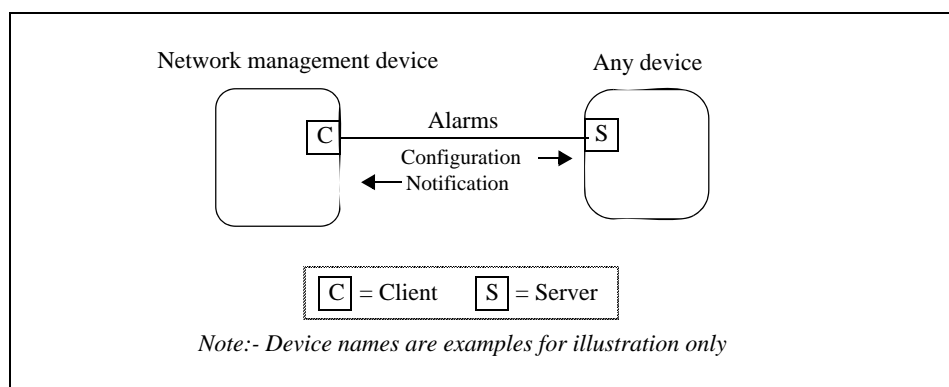 Network management device
Any device
C
Alarms
S
Configuration
Notification
C = Client S = Server
Note:- Device names are examples for illustration only